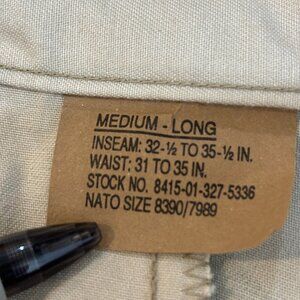 MEDIUM - LONG
INSEAM: 32-½ TO 35-½ IN.
WAIST: 31 TO 35 IN.
STOCK NO. 8415-01-327-5336
NATO SIZE 8390/7989